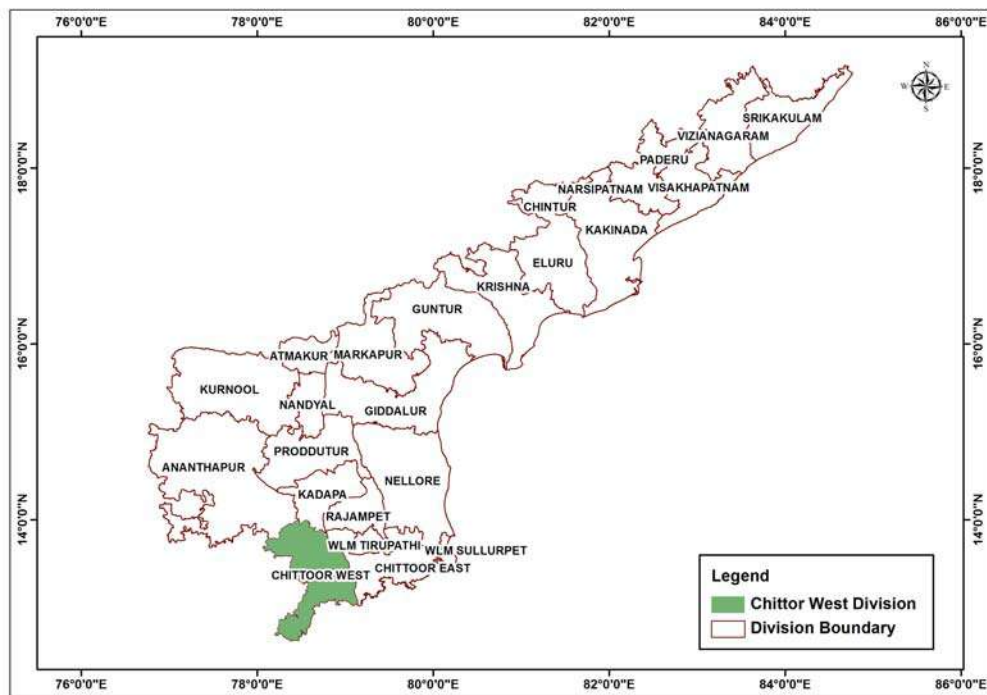 76°0'0"E 78°0'0"E 80°0'0"E 82°0'0"E 84°0'0"E 86°0'0"E
N
W E
S
SRIKAKULAM
VIZIANAGARAM
PADERU
18°0'0"N 18°0'0"N
NARSIPATNAM VISAKHAPATNAM
CHINTUR
KAKINADA
ELURU
KRISHNA
GUNTUR
16°0'0"N 16°0'0"N
ATMAKUR MARKAPUR
KURNOOL
NANDYAL GIDDALUR
PRODDUTUR
ANANTHAPUR
NELLORE
KADAPA
14°0'0"N 14°0'0"N
RAJAMPET
WLM TIRUPATHI WLM SULLURPET
CHITTOOR WEST CHITTOOR EAST
Legend
Chittor West Division
Division Boundary
76°0'0"E 78°0'0"E 80°0'0"E 82°0'0"E 84°0'0"E 86°0'0"E